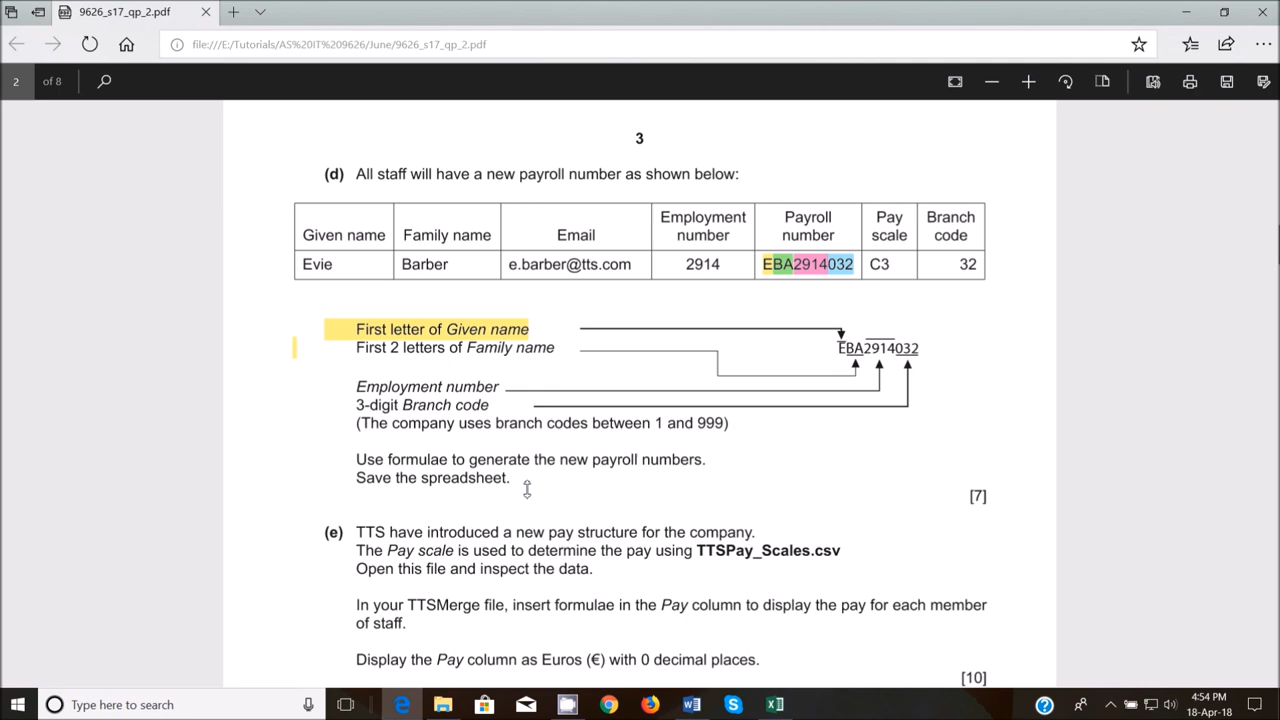 9626_s17_qp_2.pdf
file:///E:/Tutorials/AS%20IT%209626/June/9626_s17_qp_2.pdf
2 of 8
3
(d) All staff will have a new payroll number as shown below:
Given name Family name Email Employment number Payroll number Pay scale Branch code
Evie Barber e.barber@tts.com 2914 EBA2914032 C3 32
First letter of Given name
First 2 letters of Family name EBA2914032
Employment number
3-digit Branch code
(The company uses branch codes between 1 and 999)
Use formulae to generate the new payroll numbers.
Save the spreadsheet.
[7]
(e) TTS have introduced a new pay structure for the company.
The Pay scale is used to determine the pay using TTSPay_Scales.csv
Open this file and inspect the data.
In your TTSMerge file, insert formulae in the Pay column to display the pay for each member
of staff.
Display the Pay column as Euros (€) with 0 decimal places.
[10]
Type here to search
4:54 PM
18-Apr-18